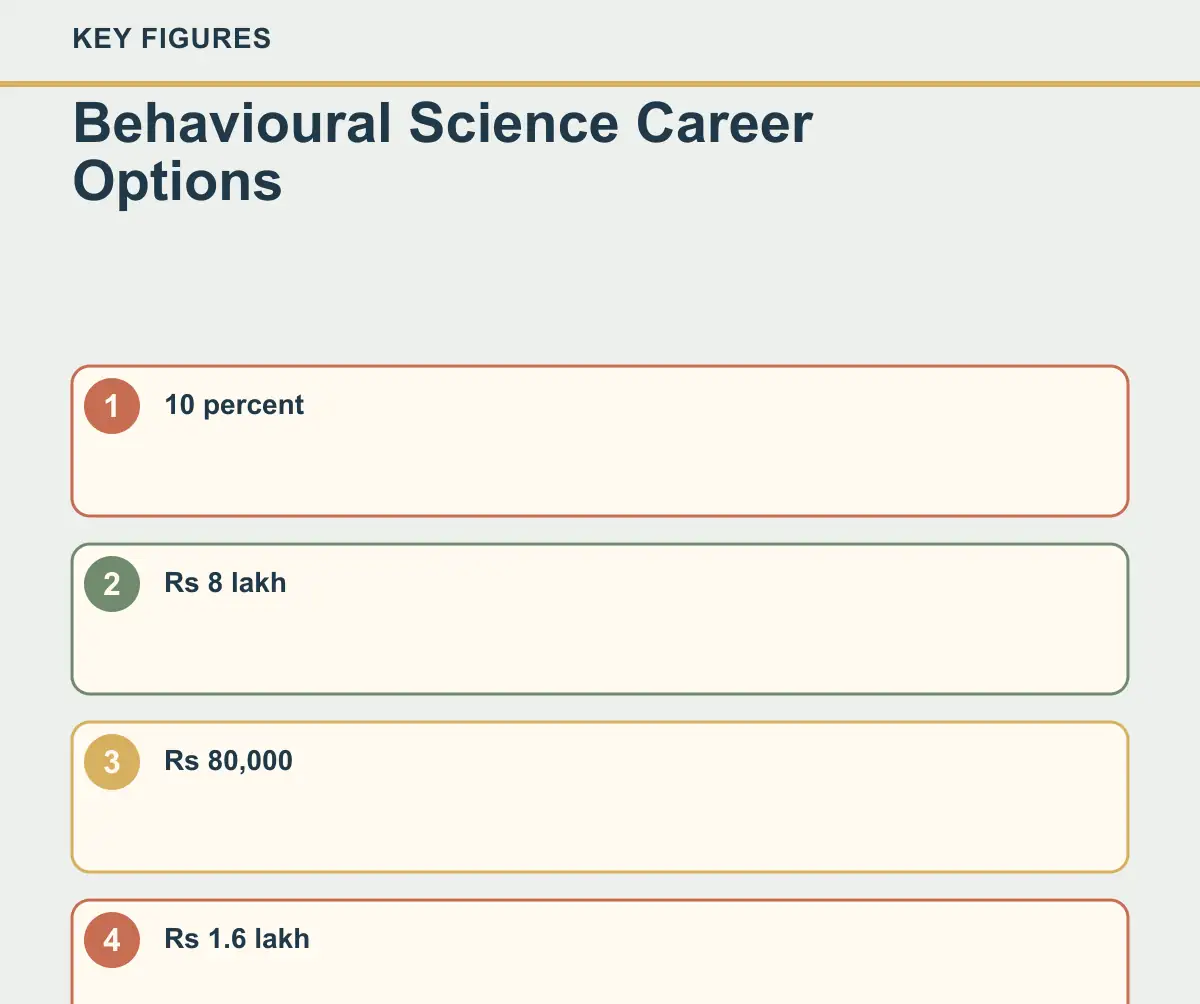 KEY FIGURES
Behavioural Science Career
Options
1 10 percent
2 Rs 8 lakh
3 Rs 80,000
4 Rs 1.6 lakh